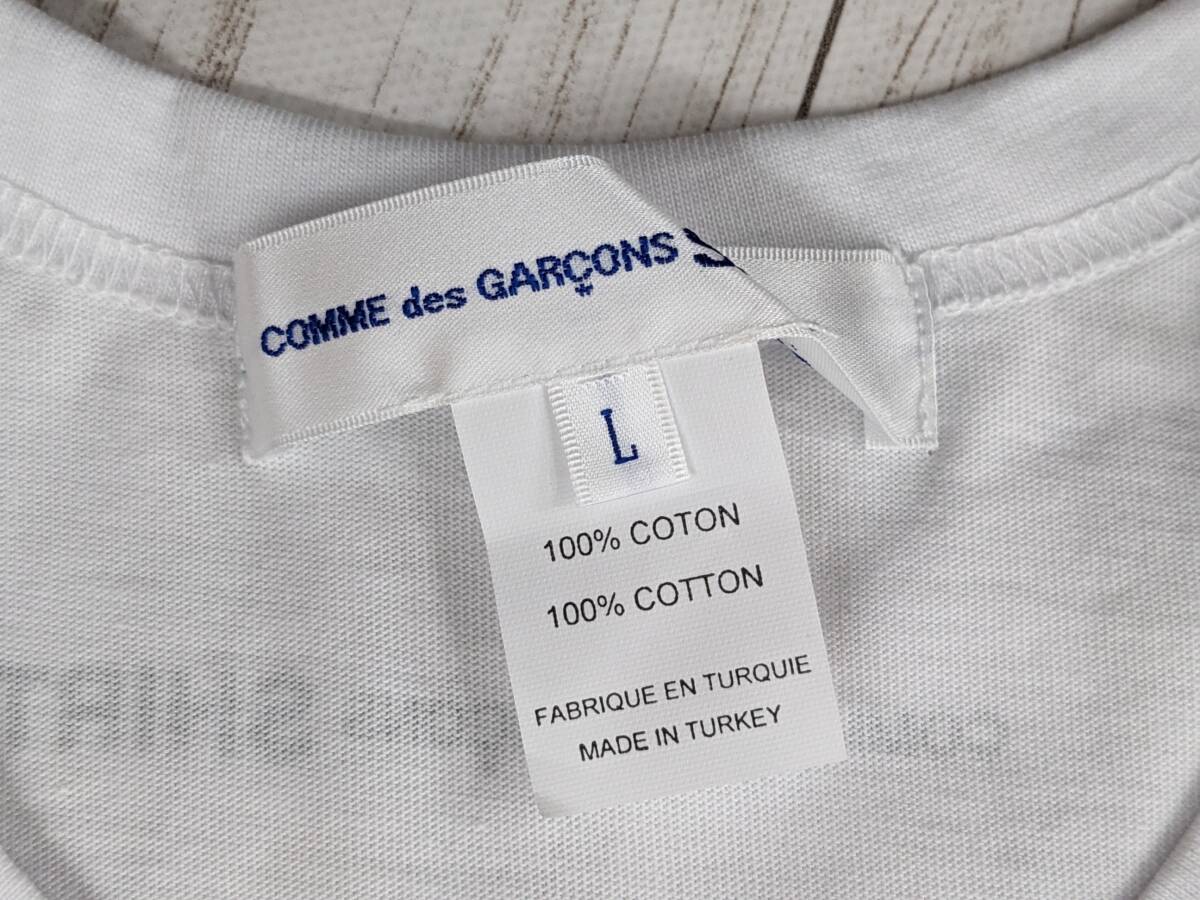 COMME des GARÇONS S
L
100% COTON
100% COTTON
FABRIQUE EN TURQUIE
MADE IN TURKEY